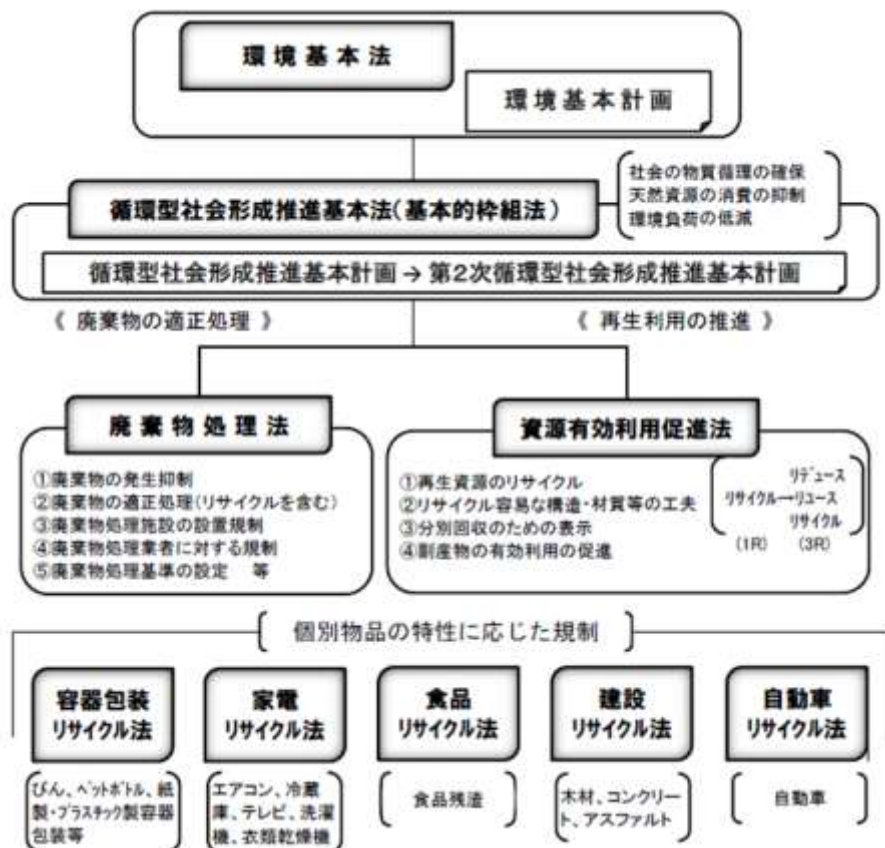 環境基本法
環境基本計画
循環型社会形成推進基本法(基本的枠組法)
社会の物質循環の確保
天然資源の消費の抑制
環境負荷の低減
循環型社会形成推進基本計画→第2次循環型社会形成推進基本計画
《 廃棄物の適正処理 》
《 再生利用の推進 》
廃棄物処理法
①廃棄物の発生抑制
②廃棄物の適正処理(リサイクルを含む)
③廃棄物処理施設の設置規制
④廃棄物処理業者に対する規制
⑤廃棄物処理基準の設定 等
資源有効利用促進法
①再生資源のリサイクル
②リサイクル容易な構造・材質等の工夫
③分別回収のための表示
④副産物の有効利用の促進
リデュース
リサイクル→リユース
リサイクル
(1R) (3R)
個別物品の特性に応じた規制
容器包装
リサイクル法
びん、ペットボトル、紙
製・プラスチック製容器
包装等
家電
リサイクル法
エアコン、冷蔵
庫、テレビ、洗濯
機、衣類乾燥機
食品
リサイクル法
食品残渣
建設
リサイクル法
木材、コンクリー
ト、アスファルト
自動車
リサイクル法
自動車